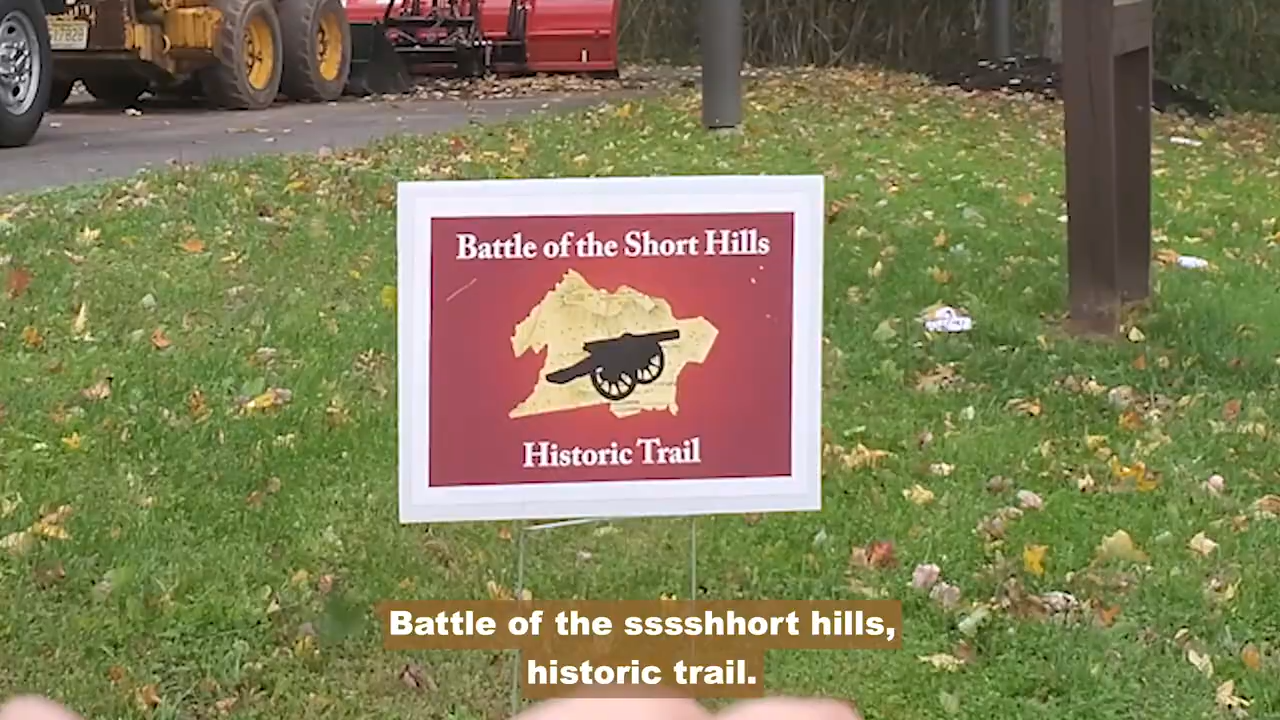 Battle of the Short Hills
Historic Trail
Battle of the sssshhort hills,
historic trail.